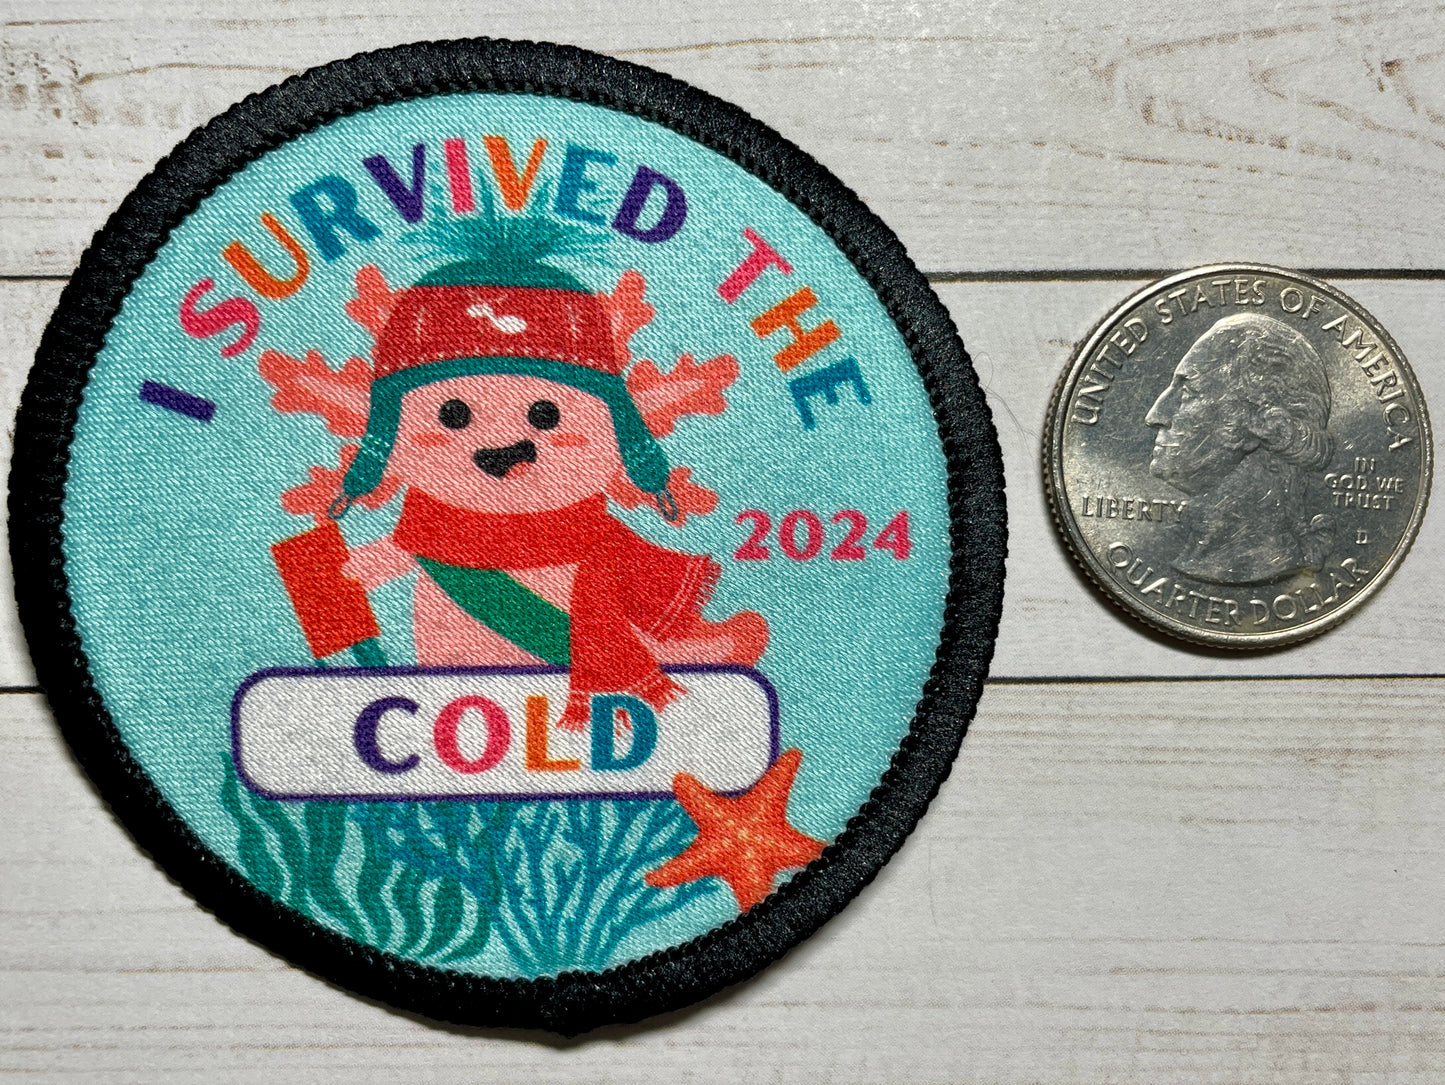 I SURVIVED THE
2024
COLD
UNITED STATES OF AMERICA
LIBERTY
IN
GOD WE
TRUST
D
QUARTER DOLLAR